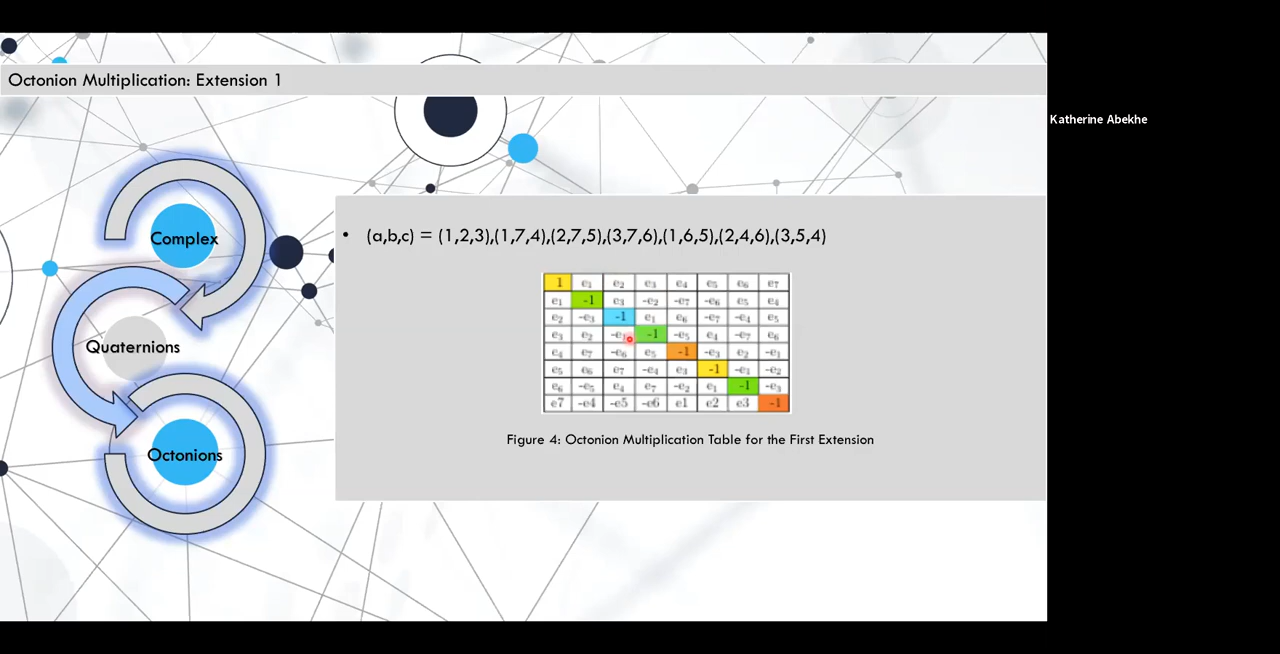 Octonion Multiplication: Extension 1
Katherine Abekhe
Complex
Quaternions
Octonions
• (a,b,c) = (1,2,3),(1,7,4),(2,7,5),(3,7,6),(1,6,5),(2,4,6),(3,5,4)
1 e₁ e₂ e₃ e₄ e₅ e₆ e₇
e₁ -1 e₃ -e₂ -e₇ -e₆ e₅ e₄
e₂ -e₃ -1 e₁ e₆ -e₇ -e₄ e₅
e₃ e₂ -e₁ -1 -e₅ e₄ -e₇ e₆
e₄ e₇ -e₆ e₅ -1 -e₃ e₂ -e₁
e₅ e₆ e₇ -e₄ e₃ -1 -e₁ -e₂
e₆ -e₅ e₄ e₇ -e₂ e₁ -1 -e₃
e7 -e4 -e5 -e6 e1 e2 e3 -1
Figure 4: Octonion Multiplication Table for the First Extension